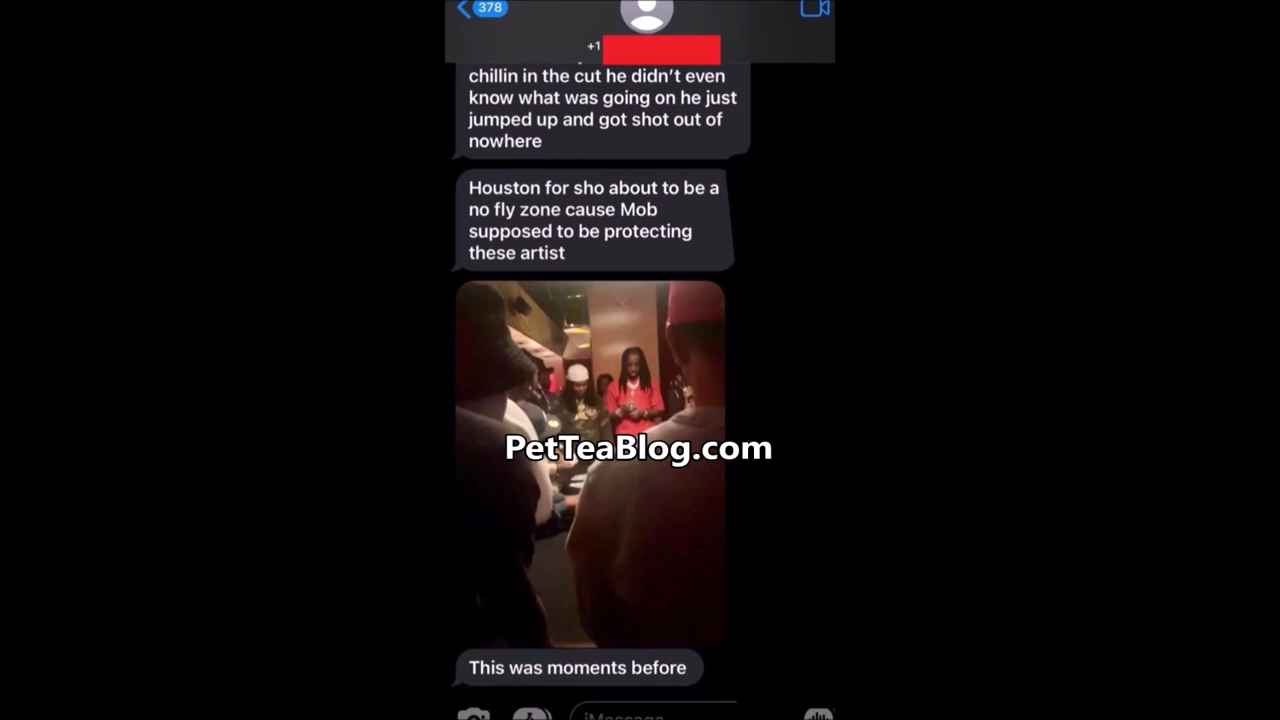 378
+1
chillin in the cut he didn't even
know what was going on he just
jumped up and got shot out of
nowhere
Houston for sho about to be a
no fly zone cause Mob
supposed to be protecting
these artist
PetTeaBlog.com
This was moments before
iMessage